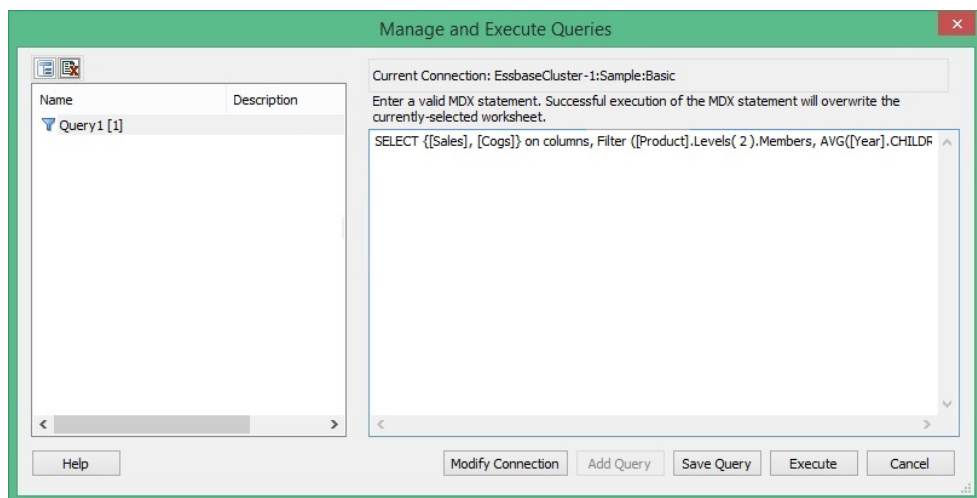 Manage and Execute Queries
Name Description
Query1 [1]
Current Connection: EssbaseCluster-1:Sample:Basic
Enter a valid MDX statement. Successful execution of the MDX statement will overwrite the
currently-selected worksheet.
SELECT {[Sales], [Cogs]} on columns, Filter ([Product].Levels( 2 ).Members, AVG([Year].CHILDR
Help Modify Connection Add Query Save Query Execute Cancel